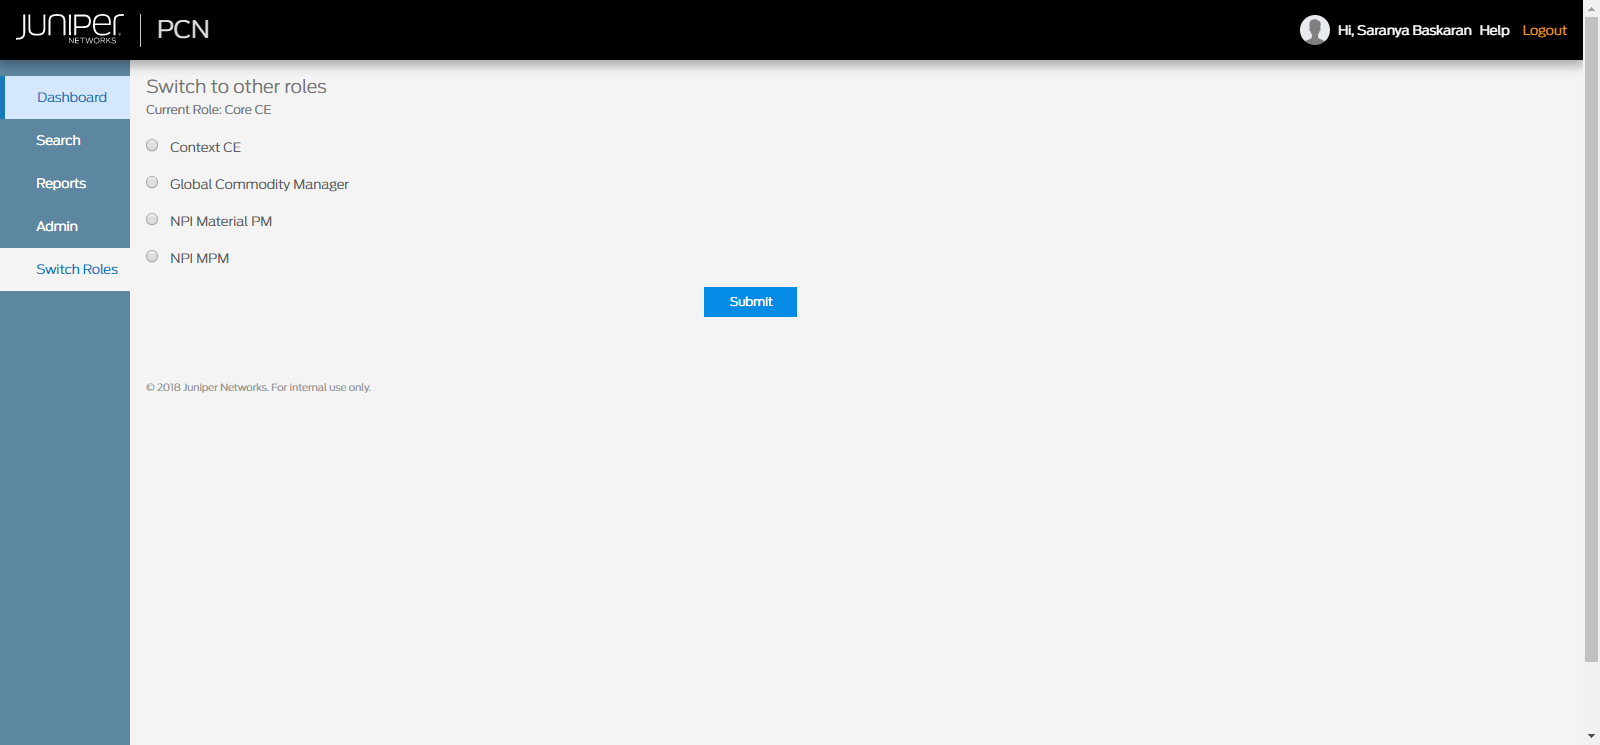 JUNIPER NETWORKS
PCN
Hi, Saranya Baskaran Help Logout
Dashboard
Search
Reports
Admin
Switch Roles
Switch to other roles
Current Role: Core CE
Context CE
Global Commodity Manager
NPI Material PM
NPI MPM
Submit
© 2018 Juniper Networks. For internal use only.